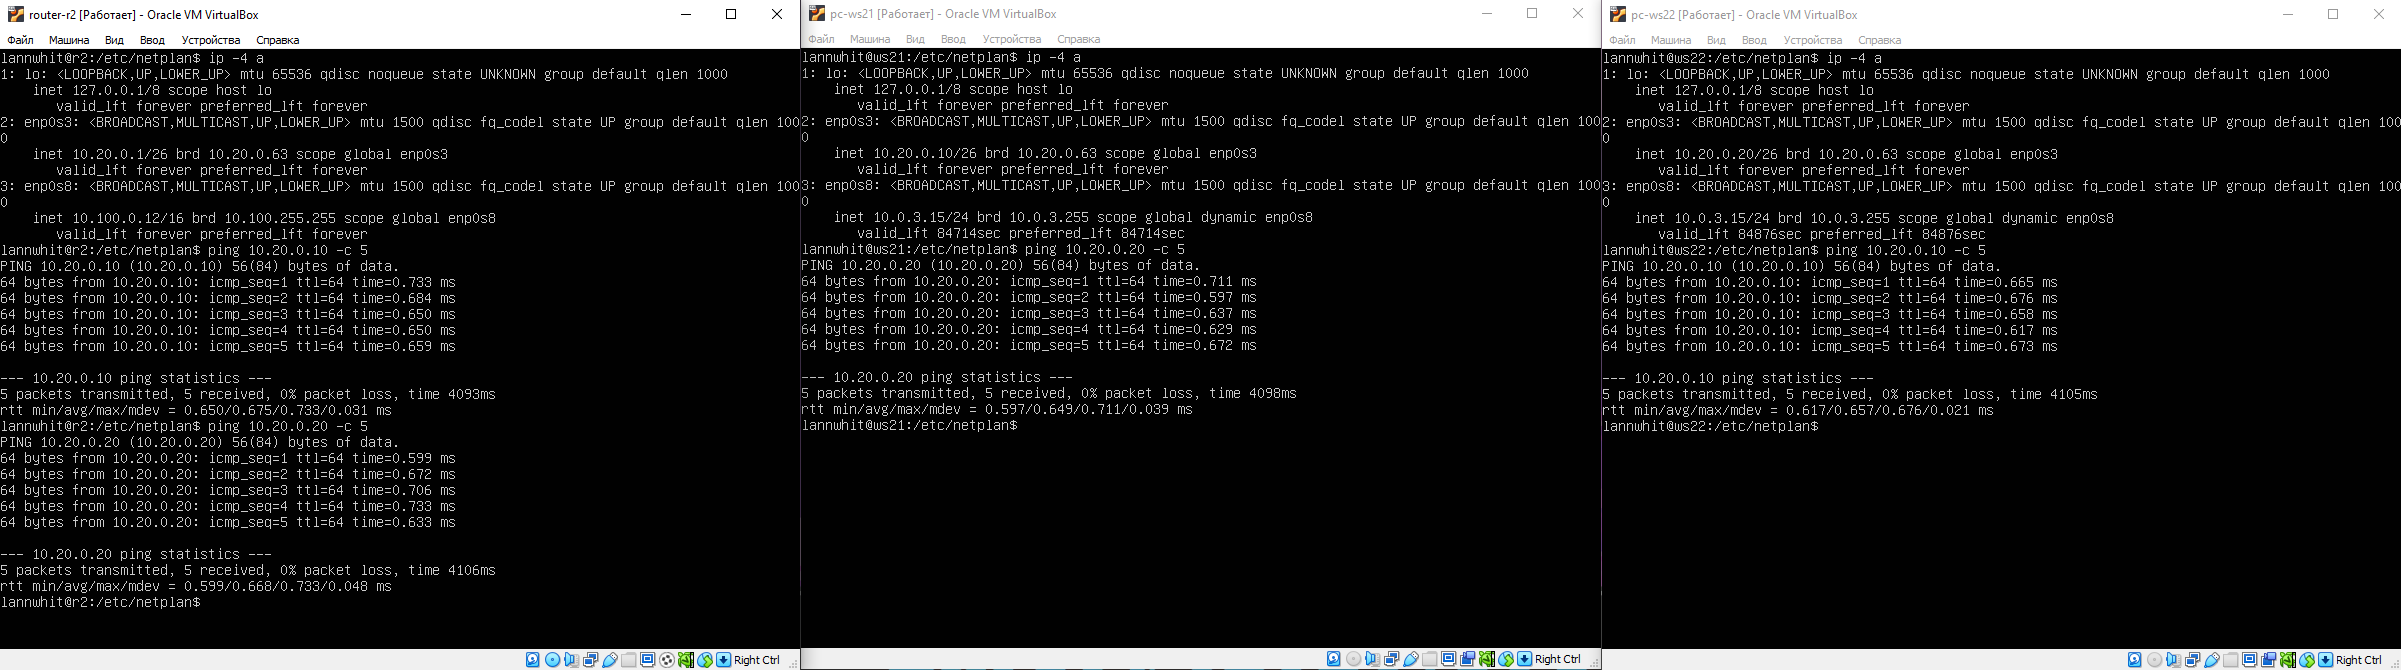 router-r2 [Работает] - Oracle VM VirtualBox
Файл Машина Вид Ввод Устройства Справка
lannwhit@r2:/etc/netplan$ ip -4 a
1: lo: <LOOPBACK,UP,LOWER_UP> mtu 65536 qdisc noqueue state UNKNOWN group default qlen 1000
    inet 127.0.0.1/8 scope host lo
       valid_lft forever preferred_lft forever
2: enp0s3: <BROADCAST,MULTICAST,UP,LOWER_UP> mtu 1500 qdisc fq_codel state UP group default qlen 100
0
    inet 10.20.0.1/26 brd 10.20.0.63 scope global enp0s3
       valid_lft forever preferred_lft forever
3: enp0s8: <BROADCAST,MULTICAST,UP,LOWER_UP> mtu 1500 qdisc fq_codel state UP group default qlen 100
0
    inet 10.100.0.12/16 brd 10.100.255.255 scope global enp0s8
       valid_lft forever preferred_lft forever
lannwhit@r2:/etc/netplan$ ping 10.20.0.10 -c 5
PING 10.20.0.10 (10.20.0.10) 56(84) bytes of data.
64 bytes from 10.20.0.10: icmp_seq=1 ttl=64 time=0.733 ms
64 bytes from 10.20.0.10: icmp_seq=2 ttl=64 time=0.684 ms
64 bytes from 10.20.0.10: icmp_seq=3 ttl=64 time=0.650 ms
64 bytes from 10.20.0.10: icmp_seq=4 ttl=64 time=0.650 ms
64 bytes from 10.20.0.10: icmp_seq=5 ttl=64 time=0.659 ms
--- 10.20.0.10 ping statistics ---
5 packets transmitted, 5 received, 0% packet loss, time 4093ms
rtt min/avg/max/mdev = 0.650/0.675/0.733/0.031 ms
lannwhit@r2:/etc/netplan$ ping 10.20.0.20 -c 5
PING 10.20.0.20 (10.20.0.20) 56(84) bytes of data.
64 bytes from 10.20.0.20: icmp_seq=1 ttl=64 time=0.599 ms
64 bytes from 10.20.0.20: icmp_seq=2 ttl=64 time=0.672 ms
64 bytes from 10.20.0.20: icmp_seq=3 ttl=64 time=0.706 ms
64 bytes from 10.20.0.20: icmp_seq=4 ttl=64 time=0.733 ms
64 bytes from 10.20.0.20: icmp_seq=5 ttl=64 time=0.633 ms
--- 10.20.0.20 ping statistics ---
5 packets transmitted, 5 received, 0% packet loss, time 4106ms
rtt min/avg/max/mdev = 0.599/0.668/0.733/0.048 ms
lannwhit@r2:/etc/netplan$
Right Ctrl
pc-ws21 [Работает] - Oracle VM VirtualBox
Файл Машина Вид Ввод Устройства Справка
lannwhit@ws21:/etc/netplan$ ip -4 a
1: lo: <LOOPBACK,UP,LOWER_UP> mtu 65536 qdisc noqueue state UNKNOWN group default qlen 1000
    inet 127.0.0.1/8 scope host lo
       valid_lft forever preferred_lft forever
2: enp0s3: <BROADCAST,MULTICAST,UP,LOWER_UP> mtu 1500 qdisc fq_codel state UP group default qlen 100
0
    inet 10.20.0.10/26 brd 10.20.0.63 scope global enp0s3
       valid_lft forever preferred_lft forever
3: enp0s8: <BROADCAST,MULTICAST,UP,LOWER_UP> mtu 1500 qdisc fq_codel state UP group default qlen 100
0
    inet 10.0.3.15/24 brd 10.0.3.255 scope global dynamic enp0s8
       valid_lft 84714sec preferred_lft 84714sec
lannwhit@ws21:/etc/netplan$ ping 10.20.0.20 -c 5
PING 10.20.0.20 (10.20.0.20) 56(84) bytes of data.
64 bytes from 10.20.0.20: icmp_seq=1 ttl=64 time=0.711 ms
64 bytes from 10.20.0.20: icmp_seq=2 ttl=64 time=0.597 ms
64 bytes from 10.20.0.20: icmp_seq=3 ttl=64 time=0.637 ms
64 bytes from 10.20.0.20: icmp_seq=4 ttl=64 time=0.629 ms
64 bytes from 10.20.0.20: icmp_seq=5 ttl=64 time=0.672 ms
--- 10.20.0.20 ping statistics ---
5 packets transmitted, 5 received, 0% packet loss, time 4098ms
rtt min/avg/max/mdev = 0.597/0.649/0.711/0.039 ms
lannwhit@ws21:/etc/netplan$
Right Ctrl
pc-ws22 [Работает] - Oracle VM VirtualBox
Файл Машина Вид Ввод Устройства Справка
lannwhit@ws22:/etc/netplan$ ip -4 a
1: lo: <LOOPBACK,UP,LOWER_UP> mtu 65536 qdisc noqueue state UNKNOWN group default qlen 1000
    inet 127.0.0.1/8 scope host lo
       valid_lft forever preferred_lft forever
2: enp0s3: <BROADCAST,MULTICAST,UP,LOWER_UP> mtu 1500 qdisc fq_codel state UP group default qlen 100
0
    inet 10.20.0.20/26 brd 10.20.0.63 scope global enp0s3
       valid_lft forever preferred_lft forever
3: enp0s8: <BROADCAST,MULTICAST,UP,LOWER_UP> mtu 1500 qdisc fq_codel state UP group default qlen 100
0
    inet 10.0.3.15/24 brd 10.0.3.255 scope global dynamic enp0s8
       valid_lft 84876sec preferred_lft 84876sec
lannwhit@ws22:/etc/netplan$ ping 10.20.0.10 -c 5
PING 10.20.0.10 (10.20.0.10) 56(84) bytes of data.
64 bytes from 10.20.0.10: icmp_seq=1 ttl=64 time=0.665 ms
64 bytes from 10.20.0.10: icmp_seq=2 ttl=64 time=0.676 ms
64 bytes from 10.20.0.10: icmp_seq=3 ttl=64 time=0.658 ms
64 bytes from 10.20.0.10: icmp_seq=4 ttl=64 time=0.617 ms
64 bytes from 10.20.0.10: icmp_seq=5 ttl=64 time=0.673 ms
--- 10.20.0.10 ping statistics ---
5 packets transmitted, 5 received, 0% packet loss, time 4105ms
rtt min/avg/max/mdev = 0.617/0.657/0.676/0.021 ms
lannwhit@ws22:/etc/netplan$
Right Ctrl